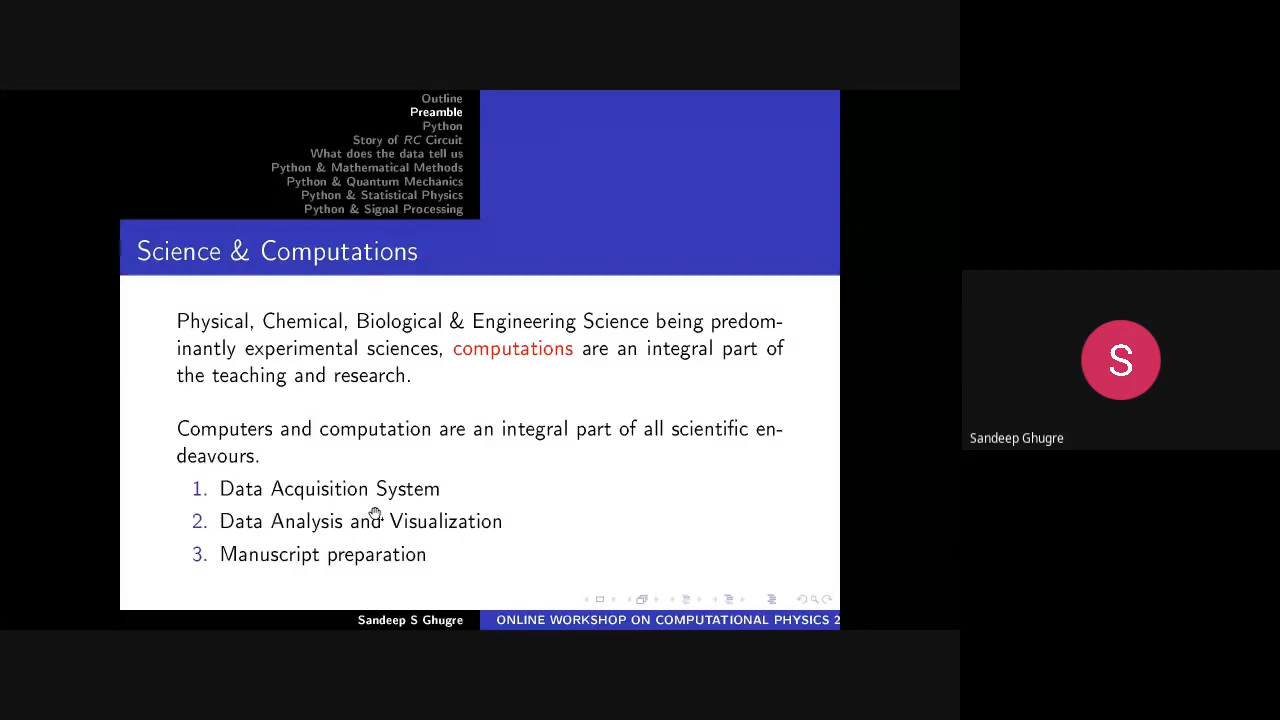 Outline
Preamble
Python
Story of RC Circuit
What does the data tell us
Python & Mathematical Methods
Python & Quantum Mechanics
Python & Statistical Physics
Python & Signal Processing
Science & Computations
Physical, Chemical, Biological & Engineering Science being predom-
inantly experimental sciences, computations are an integral part of
the teaching and research.
Computers and computation are an integral part of all scientific en-
deavours.
1. Data Acquisition System
2. Data Analysis and Visualization
3. Manuscript preparation
Sandeep S Ghugre
ONLINE WORKSHOP ON COMPUTATIONAL PHYSICS 2
S
Sandeep Ghugre